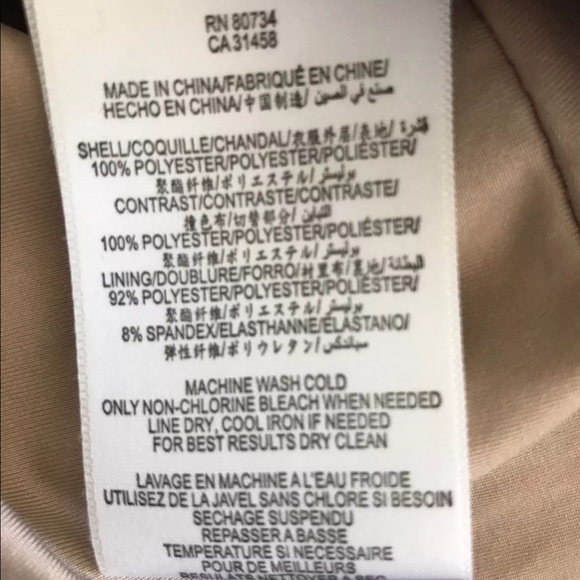 RN 80734
CA 31458
MADE IN CHINA/FABRIQUÉ EN CHINE/
HECHO EN CHINA/中国制造/ صنع في الصين/
SHELL/COQUILLE/CHANDAL/衣服外层/表地/ قشرة/
100% POLYESTER/POLYESTER/POLIÉSTER/
聚酯纤维/ポリエステル/ بوليستر/
CONTRAST/CONTRASTE/CONTRASTE/
撞色布/切替部分/ التباين/
100% POLYESTER/POLYESTER/POLIÉSTER/
聚酯纤维/ポリエステル/ بوليستر/
LINING/DOUBLURE/FORRO/衬里布/裏地/ البطانة/
92% POLYESTER/POLYESTER/POLIÉSTER/
聚酯纤维/ポリエステル/ بوليستر/
8% SPANDEX/ELASTHANNE/ELASTANO/
弹性纤维/ポリウレタン/ سباندكس/
MACHINE WASH COLD
ONLY NON-CHLORINE BLEACH WHEN NEEDED
LINE DRY, COOL IRON IF NEEDED
FOR BEST RESULTS DRY CLEAN
LAVAGE EN MACHINE A L'EAU FROIDE
UTILISEZ DE LA JAVEL SANS CHLORE SI BESOIN
SECHAGE SUSPENDU
REPASSER A BASSE
TEMPERATURE SI NECESSAIRE
POUR DE MEILLEURS
RESULTATS NETTOYER A SEC